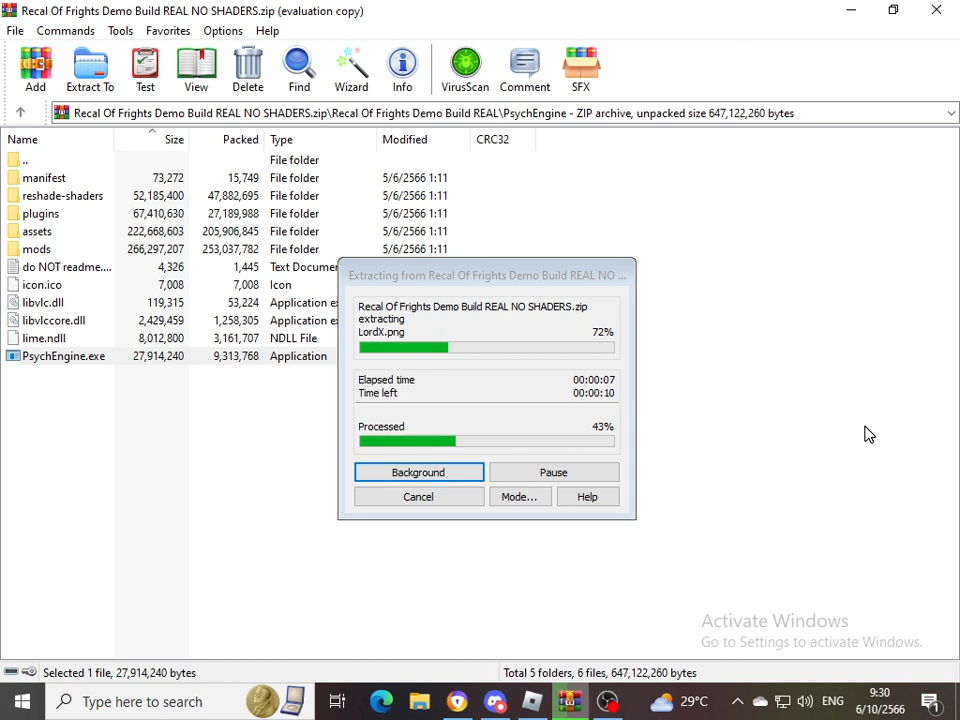 Recal Of Frights Demo Build REAL NO SHADERS.zip (evaluation copy)
File Commands Tools Favorites Options Help
Add Extract To Test View Delete Find Wizard Info VirusScan Comment SFX
Recal Of Frights Demo Build REAL NO SHADERS.zip\Recal Of Frights Demo Build REAL\PsychEngine - ZIP archive, unpacked size 647,122,260 bytes
Name Size Packed Type Modified CRC32
.. File folder
manifest 73,272 15,749 File folder 5/6/2566 1:11
reshade-shaders 52,185,400 47,882,695 File folder 5/6/2566 1:11
plugins 67,410,630 27,189,988 File folder 5/6/2566 1:11
assets 222,668,603 205,906,845 File folder 5/6/2566 1:11
mods 266,297,207 253,037,782 File folder 5/6/2566 1:11
do NOT readme.... 4,326 1,445 Text Documen
icon.ico 7,008 7,008 Icon
libvlc.dll 119,315 53,224 Application ex
libvlccore.dll 2,429,459 1,258,305 Application ex
lime.ndll 8,012,800 3,161,707 NDLL File
PsychEngine.exe 27,914,240 9,313,768 Application
Extracting from Recal Of Frights Demo Build REAL NO ...
Recal Of Frights Demo Build REAL NO SHADERS.zip
extracting
LordX.png 72%
Elapsed time 00:00:07
Time left 00:00:10
Processed 43%
Background Pause
Cancel Mode... Help
Activate Windows
Go to Settings to activate Windows.
Selected 1 file, 27,914,240 bytes Total 5 folders, 6 files, 647,122,260 bytes
Type here to search 29°C ENG 9:30
6/10/2566 1